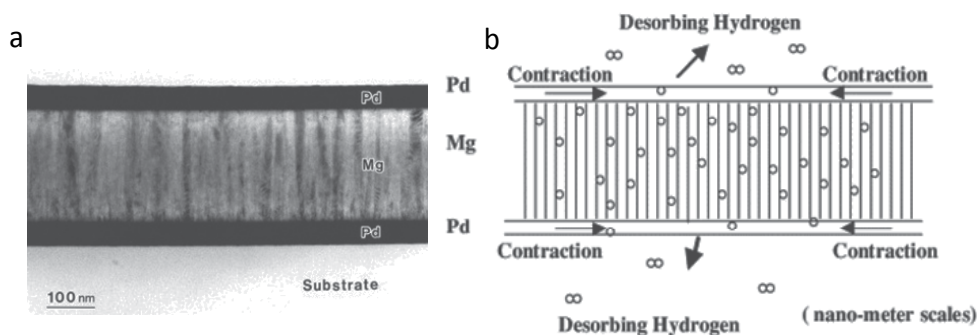 a
Pd
Mg
Pd
Substrate
100 nm
b
Desorbing Hydrogen
Contraction
Contraction
Pd
Mg
Pd
Contraction
Contraction
Desorbing Hydrogen
( nano-meter scales)